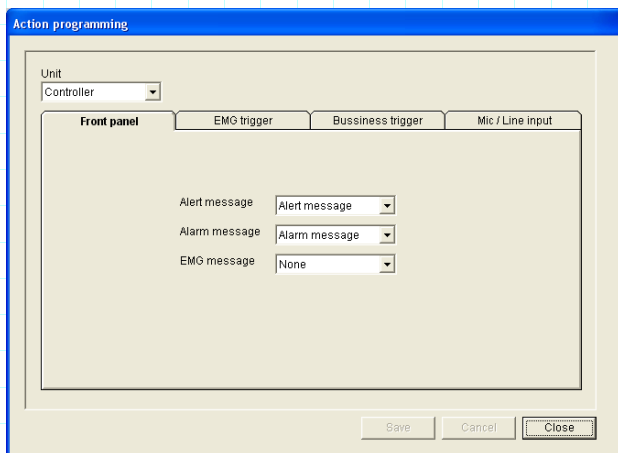 Action programming
Unit
Controller
Front panel EMG trigger Bussiness trigger Mic / Line input
Alert message Alert message
Alarm message Alarm message
EMG message None
Save Cancel Close